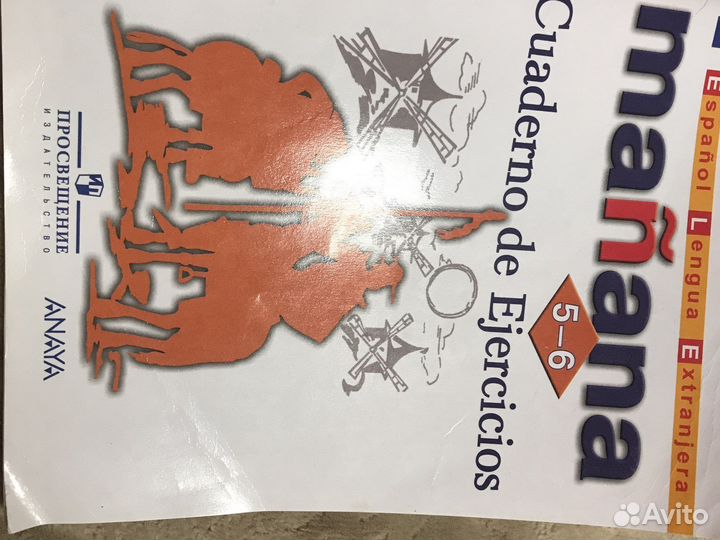 Español Lengua Extranjera
mañana
5–6
Cuaderno de Ejercicios
ПРОСВЕЩЕНИЕ
ИЗДАТЕЛЬСТВО
ANAYA
Avito